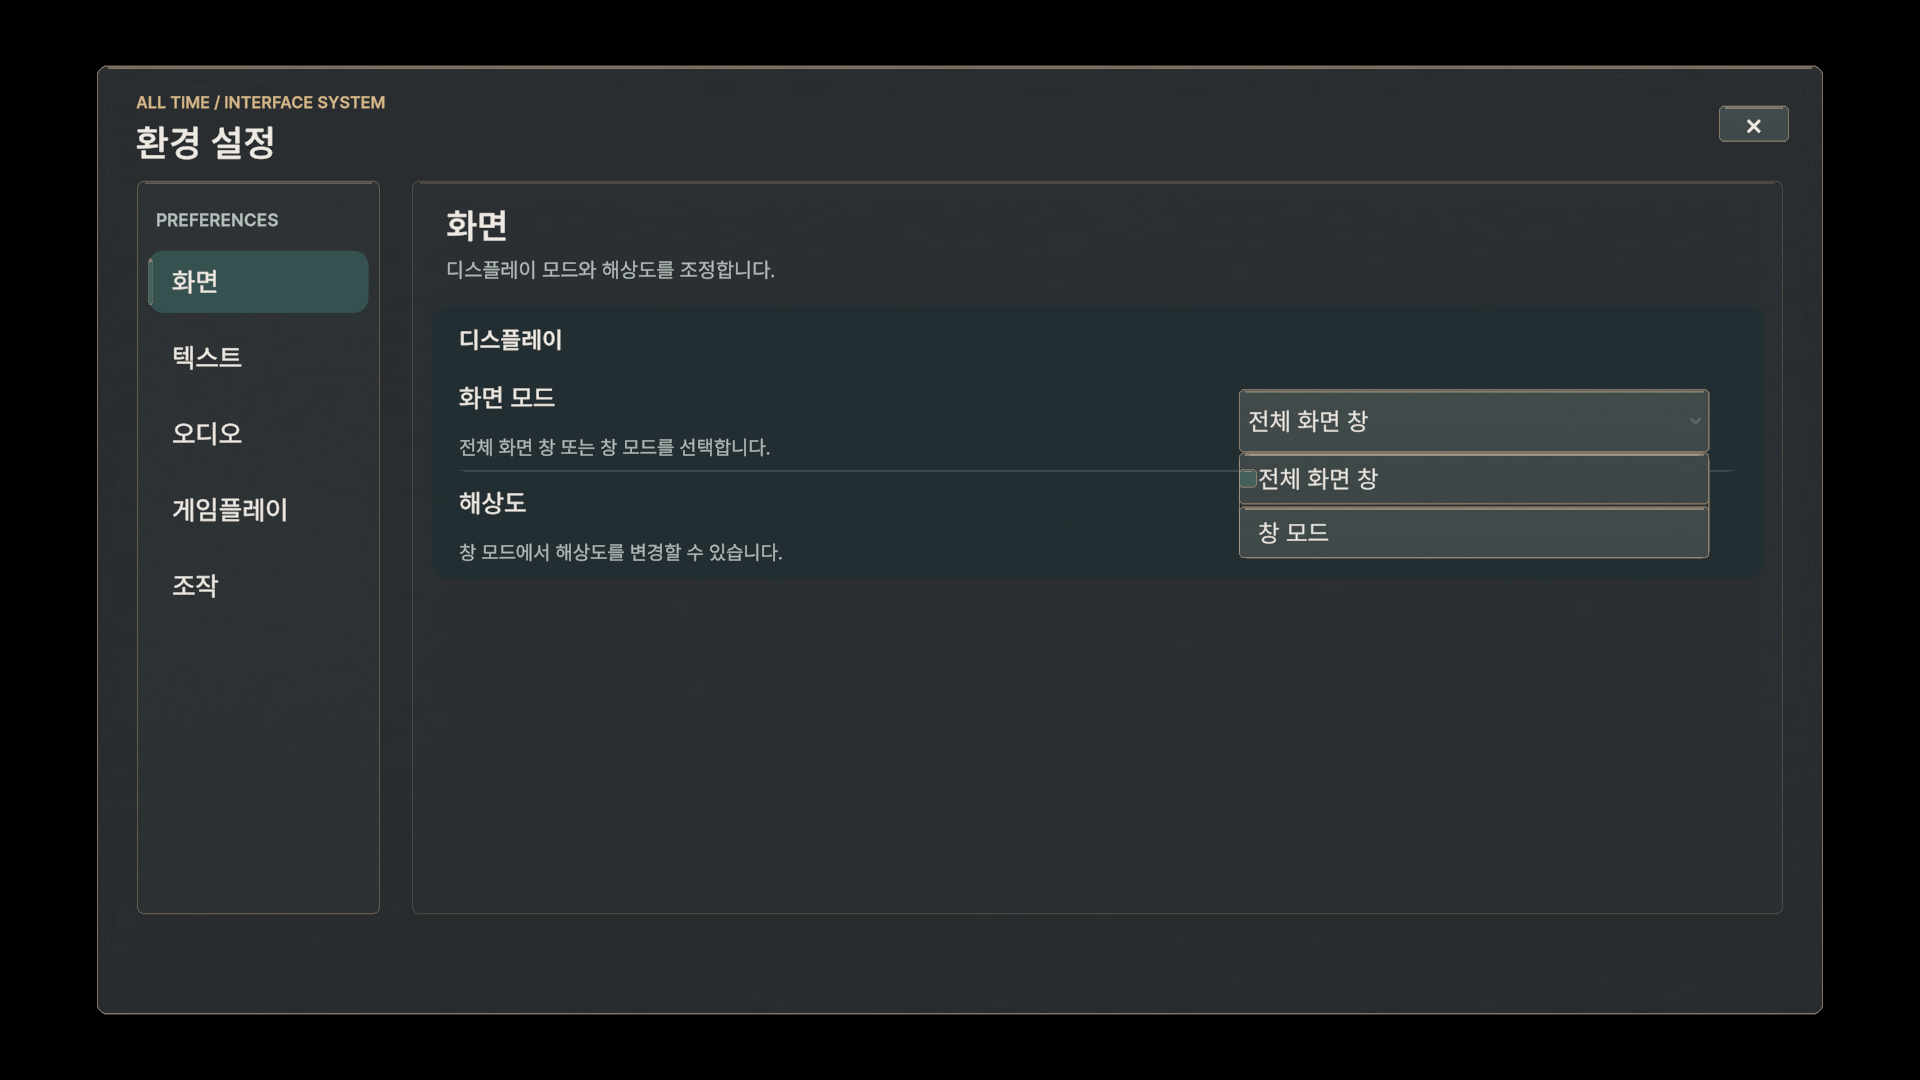 ALL TIME / INTERFACE SYSTEM
환경 설정
×
PREFERENCES
화면
텍스트
오디오
게임플레이
조작
화면
디스플레이 모드와 해상도를 조정합니다.
디스플레이
화면 모드
전체 화면 창 또는 창 모드를 선택합니다.
전체 화면 창
전체 화면 창
창 모드
해상도
창 모드에서 해상도를 변경할 수 있습니다.